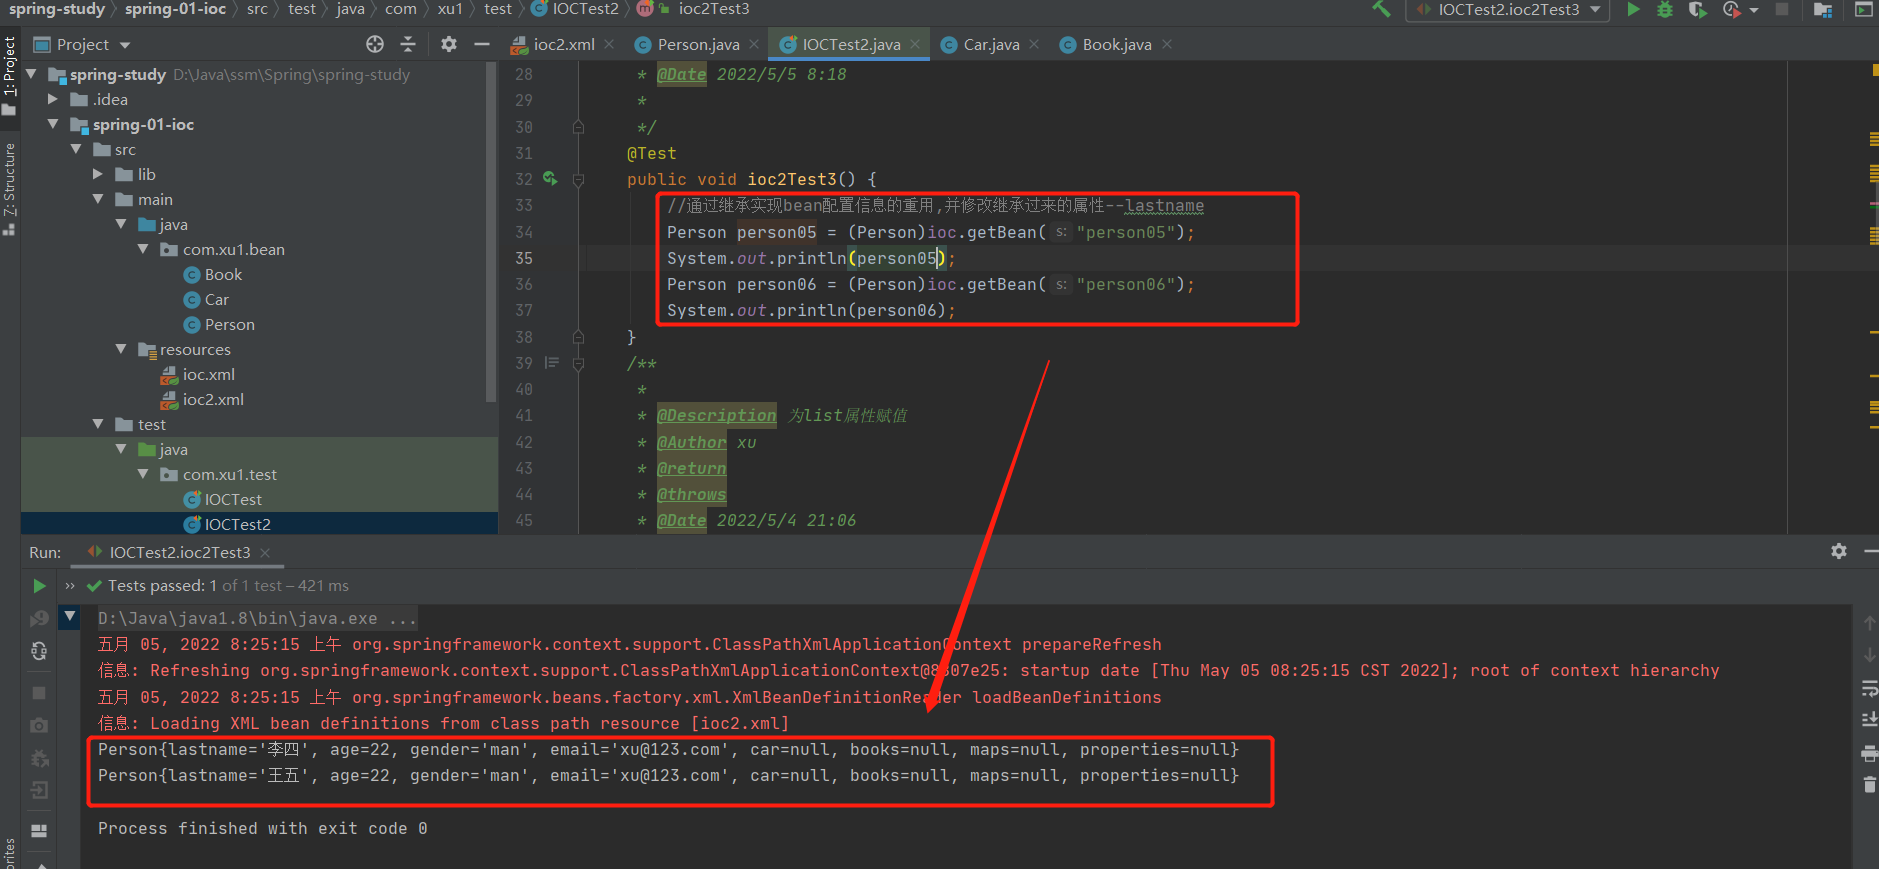 spring-study > spring-01-ioc > src > test > java > com > xu1 > test > IOCTest2 > ioc2Test3
IOCTest2.ioc2Test3
Project
ioc2.xml
Person.java
IOCTest2.java
Car.java
Book.java
1: Project
7: Structure
spring-study D:\Java\ssm\Spring\spring-study
.idea
spring-01-ioc
src
lib
main
java
com.xu1.bean
Book
Car
Person
resources
ioc.xml
ioc2.xml
test
java
com.xu1.test
IOCTest
IOCTest2
28 * @Date 2022/5/5 8:18
29 *
30 */
31 @Test
32 public void ioc2Test3() {
33 //通过继承实现bean配置信息的重用,并修改继承过来的属性--lastname
34 Person person05 = (Person)ioc.getBean( s: "person05");
35 System.out.println(person05);
36 Person person06 = (Person)ioc.getBean( s: "person06");
37 System.out.println(person06);
38 }
39 /**
40 *
41 * @Description 为list属性赋值
42 * @Author xu
43 * @return
44 * @throws
45 * @Date 2022/5/4 21:06
Run: IOCTest2.ioc2Test3
Tests passed: 1 of 1 test – 421 ms
D:\Java\java1.8\bin\java.exe ...
五月 05, 2022 8:25:15 上午 org.springframework.context.support.ClassPathXmlApplicationContext prepareRefresh
信息: Refreshing org.springframework.context.support.ClassPathXmlApplicationContext@8807e25: startup date [Thu May 05 08:25:15 CST 2022]; root of context hierarchy
五月 05, 2022 8:25:15 上午 org.springframework.beans.factory.xml.XmlBeanDefinitionReader loadBeanDefinitions
信息: Loading XML bean definitions from class path resource [ioc2.xml]
Person{lastname='李四', age=22, gender='man', email='xu@123.com', car=null, books=null, maps=null, properties=null}
Person{lastname='王五', age=22, gender='man', email='xu@123.com', car=null, books=null, maps=null, properties=null}
Process finished with exit code 0